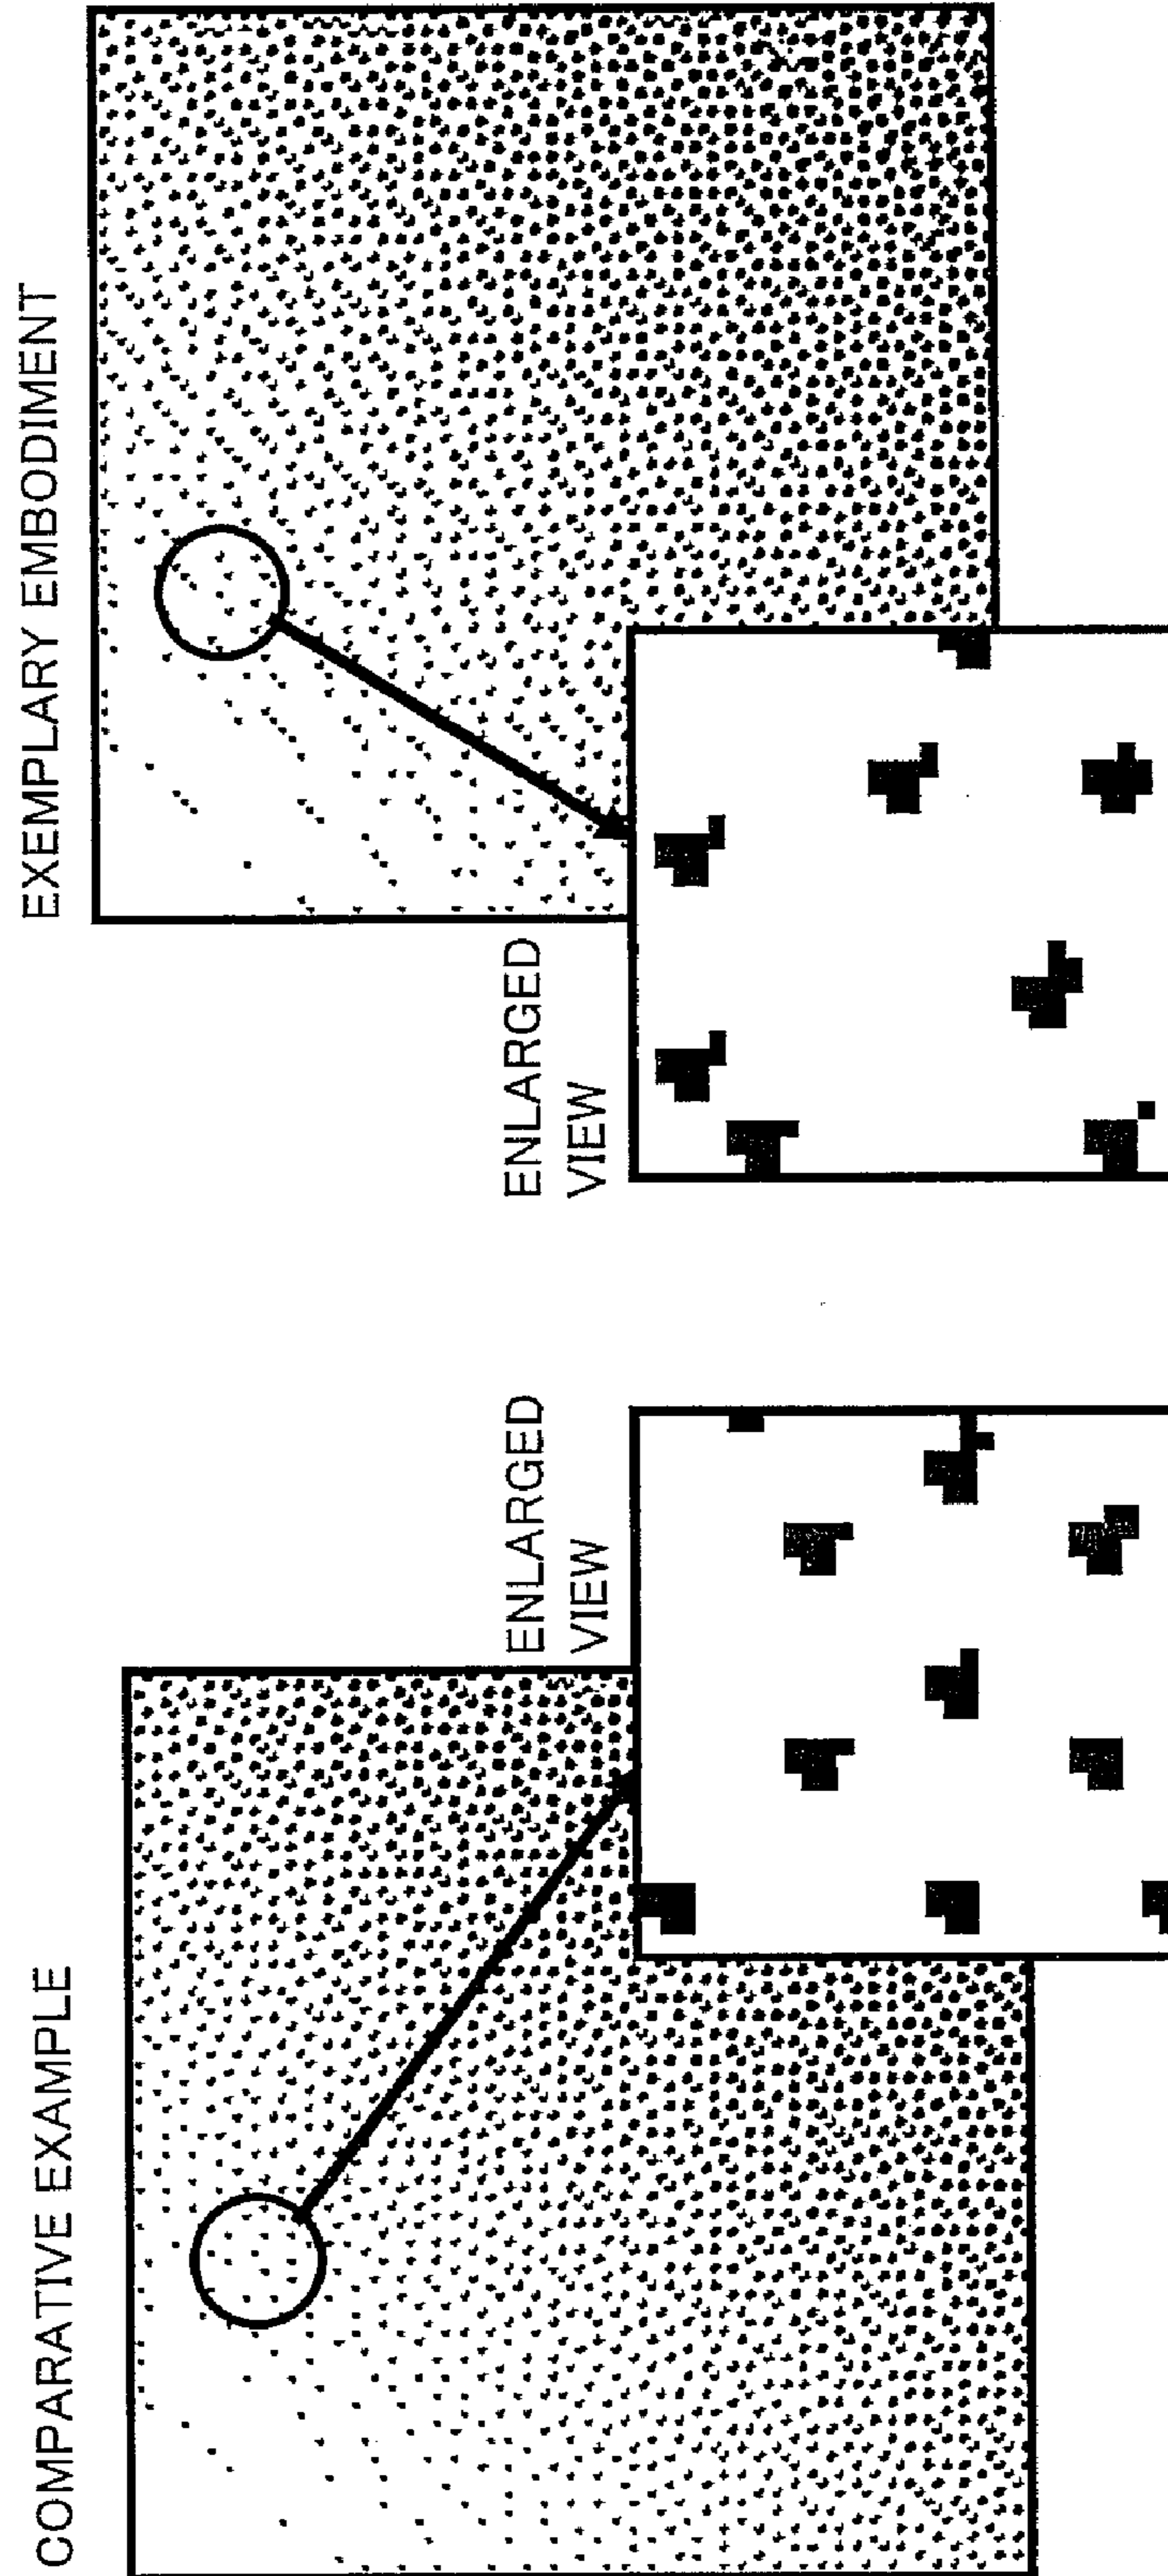 COMPARATIVE EXAMPLE
ENLARGED
VIEW
EXEMPLARY EMBODIMENT
ENLARGED
VIEW